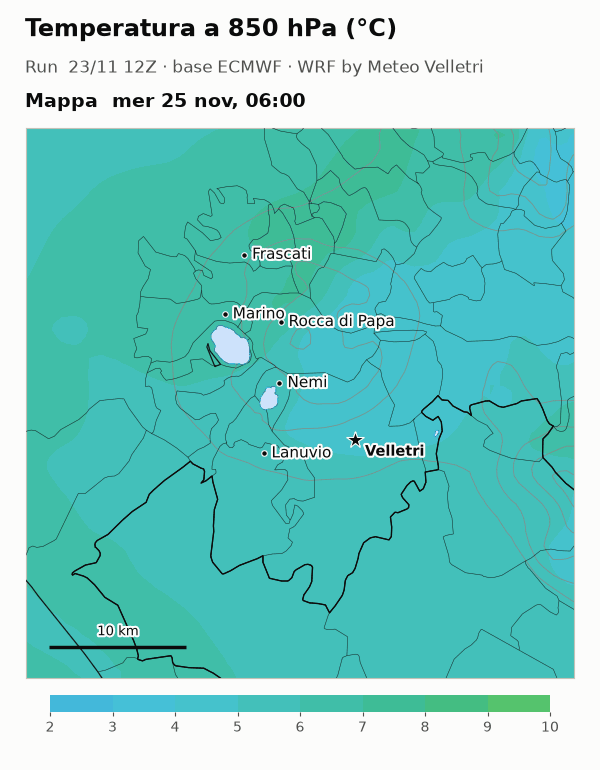 Temperatura a 850 hPa (°C)
Run  23/11 12Z · base ECMWF · WRF by Meteo Velletri
Mappa  mer 25 nov, 06:00
Frascati
Marino
Rocca di Papa
Nemi
Velletri
Lanuvio
10 km
2 3 4 5 6 7 8 9 10